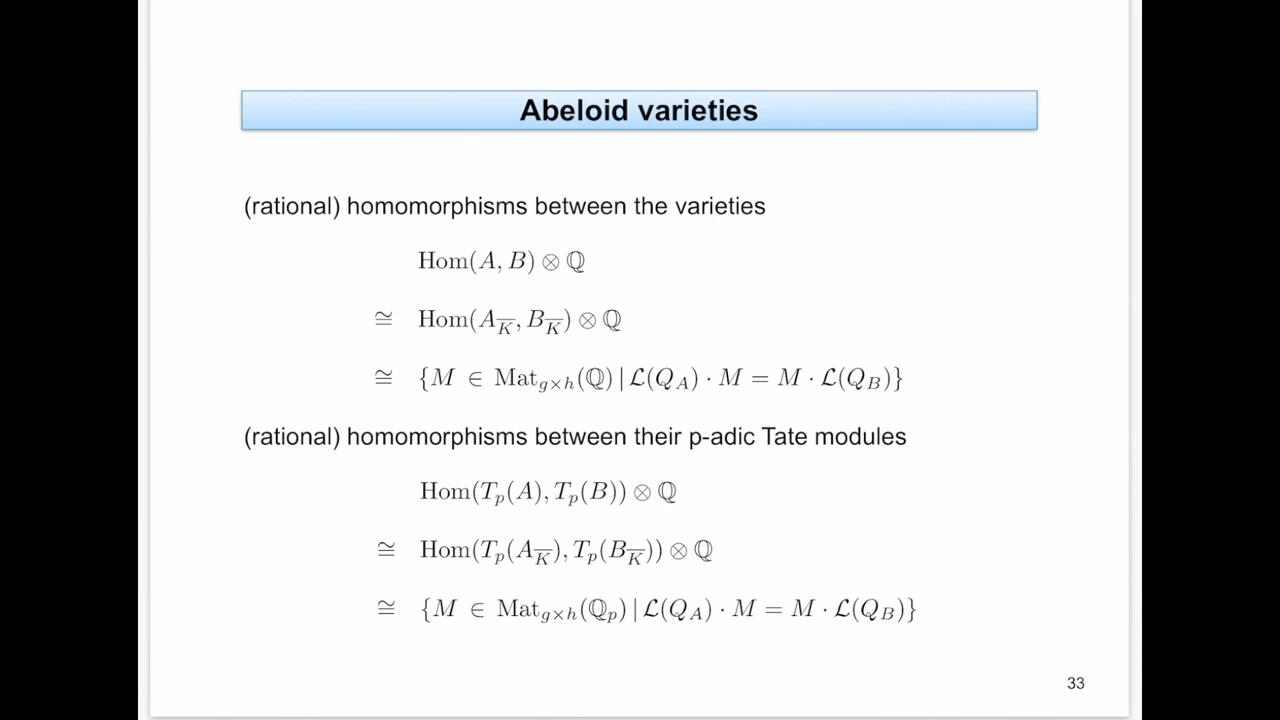 Abeloid varieties
(rational) homomorphisms between the varieties
Hom(A, B) ⊗ ℚ
≅ Hom(A_K̅, B_K̅) ⊗ ℚ
≅ {M ∈ Mat_{g×h}(ℚ) | ℒ(Q_A) · M = M · ℒ(Q_B)}
(rational) homomorphisms between their p-adic Tate modules
Hom(T_p(A), T_p(B)) ⊗ ℚ
≅ Hom(T_p(A_K̅), T_p(B_K̅)) ⊗ ℚ
≅ {M ∈ Mat_{g×h}(ℚ_p) | ℒ(Q_A) · M = M · ℒ(Q_B)}
33